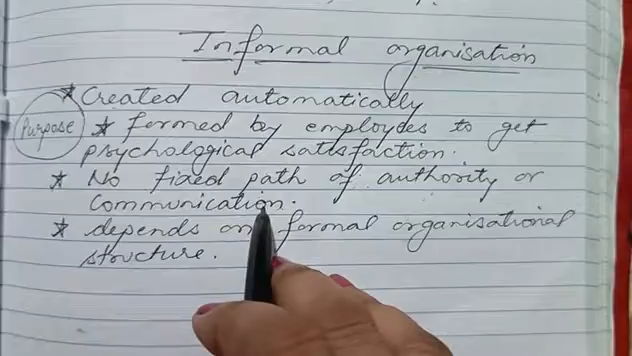 Informal organisation
* Created automatically
Purpose * formed by employees to get
psychological satisfaction.
* No fixed path of authority or
Communication.
* depends on formal organisational
structure.